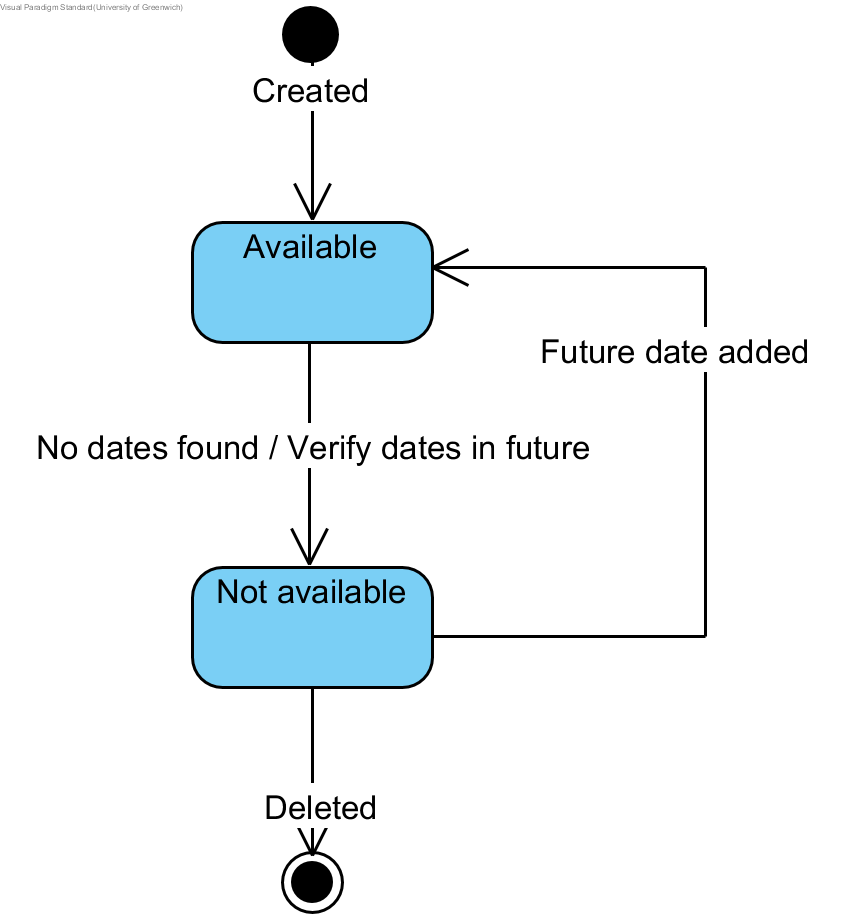 Visual Paradigm Standard(University of Greenwich)
Created
Available
Future date added
No dates found / Verify dates in future
Not available
Deleted